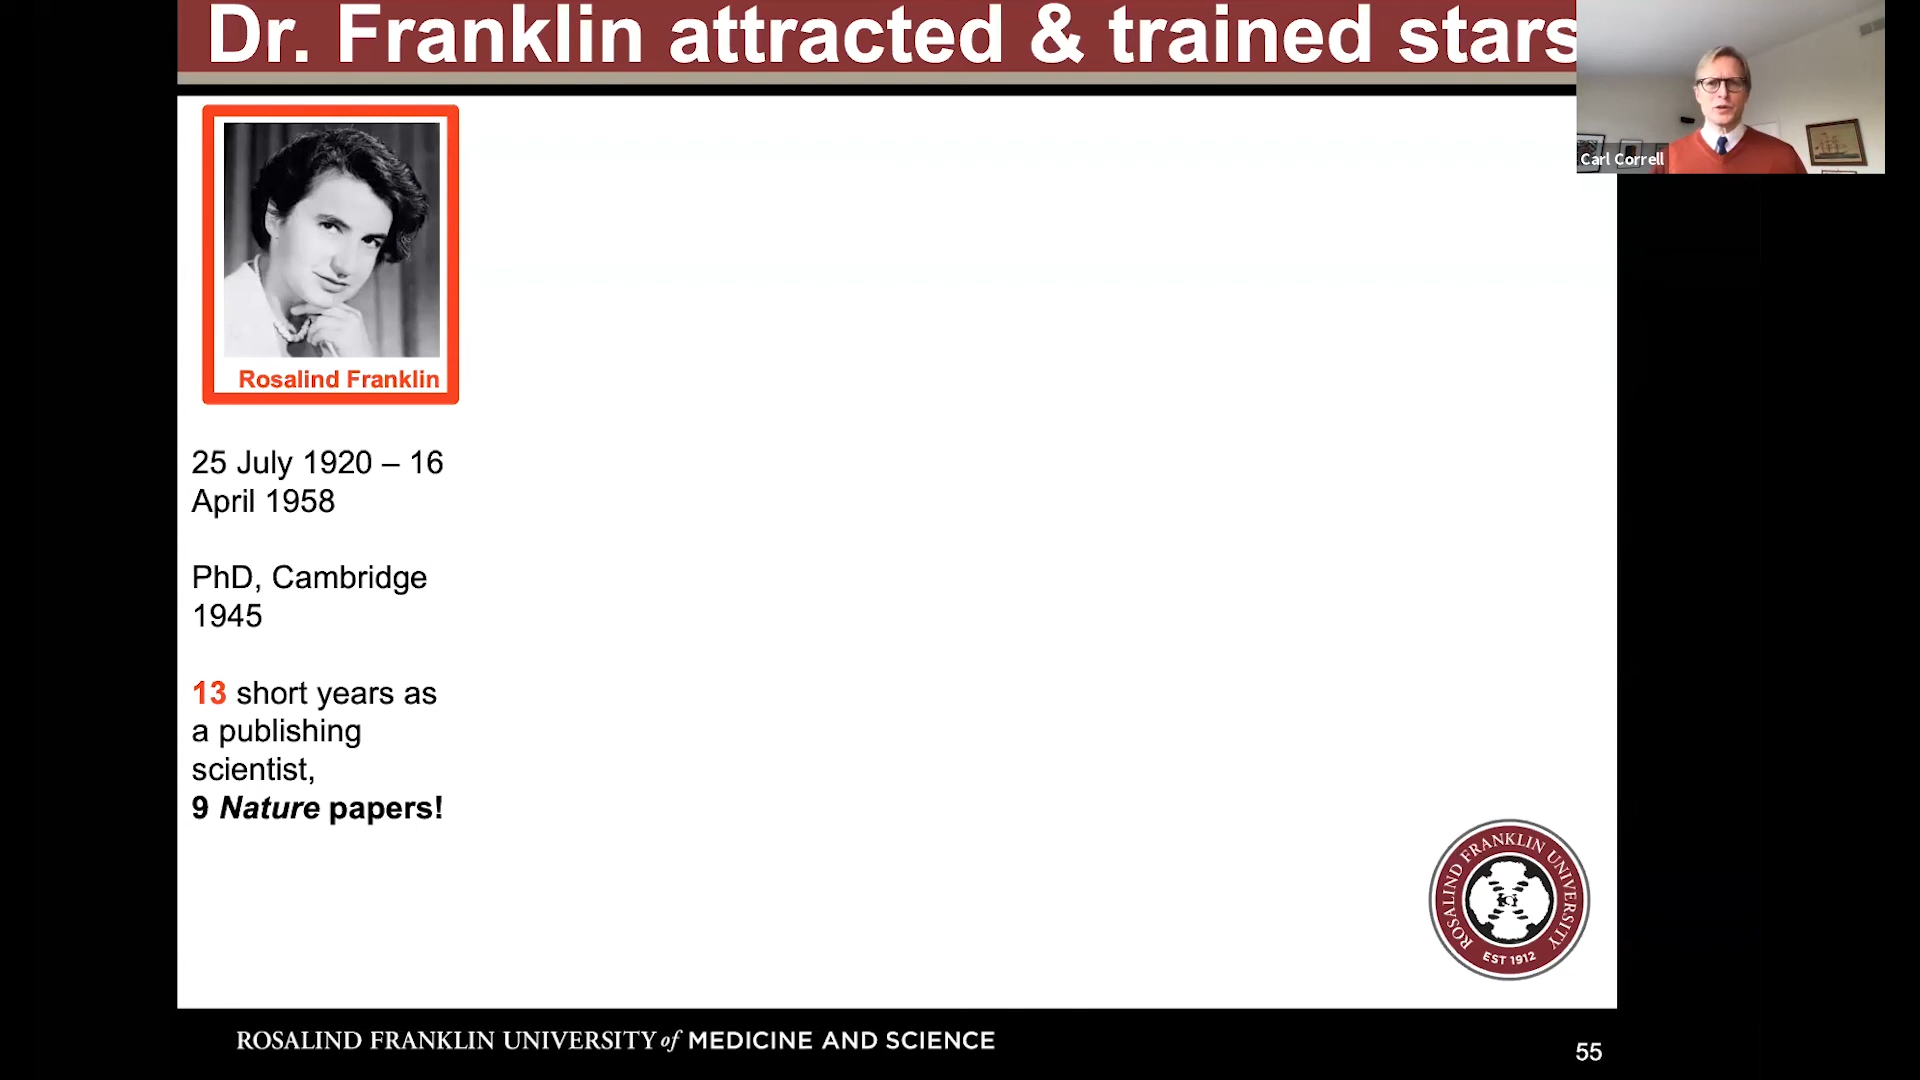 Dr. Franklin attracted & trained stars
Carl Correll
Rosalind Franklin
25 July 1920 – 16
April 1958
PhD, Cambridge
1945
13 short years as
a publishing
scientist,
9 Nature papers!
ROSALIND FRANKLIN UNIVERSITY
EST 1912
ROSALIND FRANKLIN UNIVERSITY of MEDICINE AND SCIENCE
55